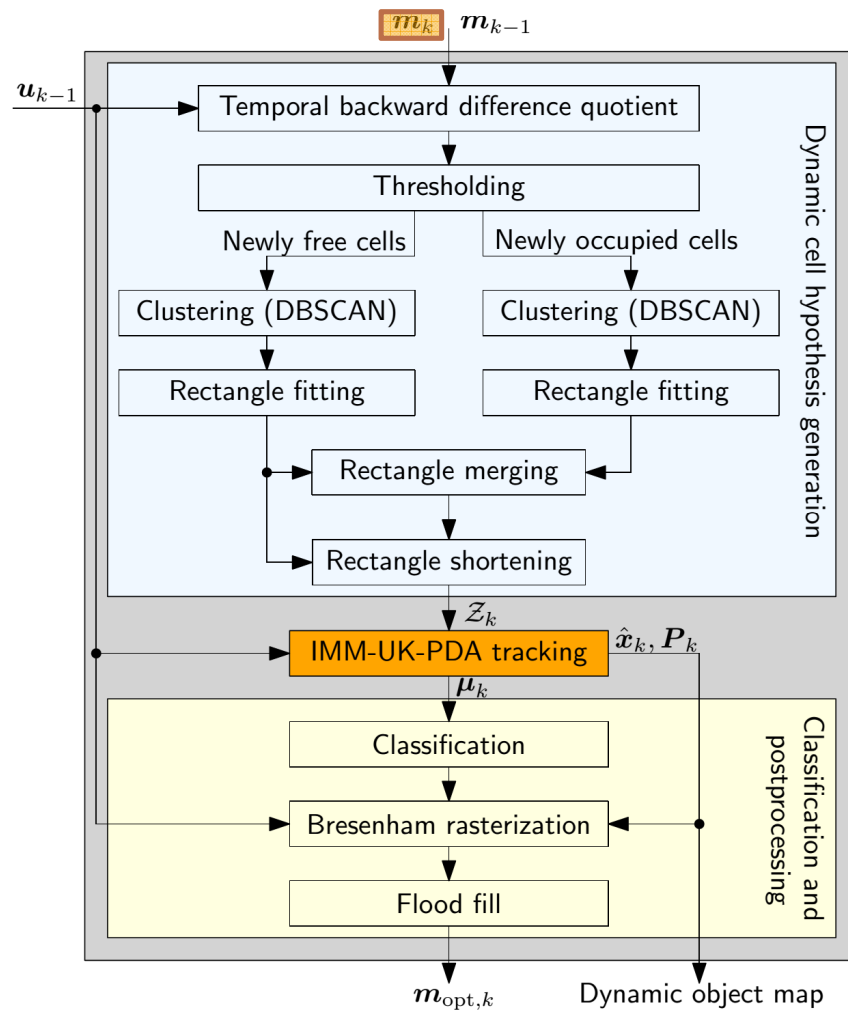 m_k m_{k−1}
u_{k−1}
Temporal backward difference quotient
Thresholding
Newly free cells Newly occupied cells
Clustering (DBSCAN) Clustering (DBSCAN)
Rectangle fitting Rectangle fitting
Rectangle merging
Rectangle shortening
Dynamic cell hypothesis generation
𝒵_k
IMM-UK-PDA tracking x̂_k, P_k
μ_k
Classification
Bresenham rasterization
Flood fill
Classification and
postprocessing
m_{opt,k} Dynamic object map